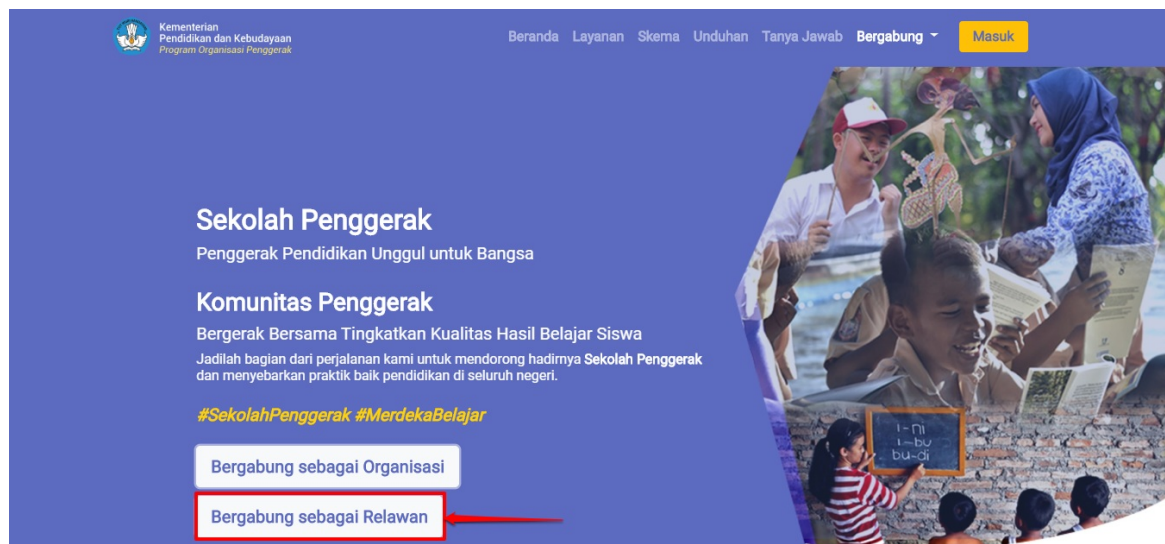 Kementerian
Pendidikan dan Kebudayaan
Program Organisasi Penggerak
Beranda Layanan Skema Unduhan Tanya Jawab Bergabung Masuk
Sekolah Penggerak
Penggerak Pendidikan Unggul untuk Bangsa
Komunitas Penggerak
Bergerak Bersama Tingkatkan Kualitas Hasil Belajar Siswa
Jadilah bagian dari perjalanan kami untuk mendorong hadirnya Sekolah Penggerak
dan menyebarkan praktik baik pendidikan di seluruh negeri.
#SekolahPenggerak #MerdekaBelajar
Bergabung sebagai Organisasi
Bergabung sebagai Relawan
i-ni
i-bu
bu-di